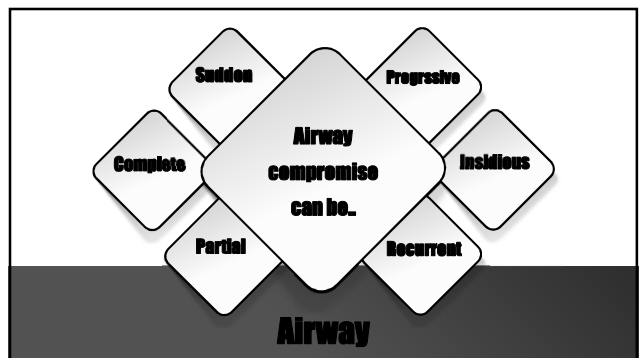 Sudden
Progrssive
Complete
Airway
compromise
can be..
Insidious
Partial
Recurrent
Airway